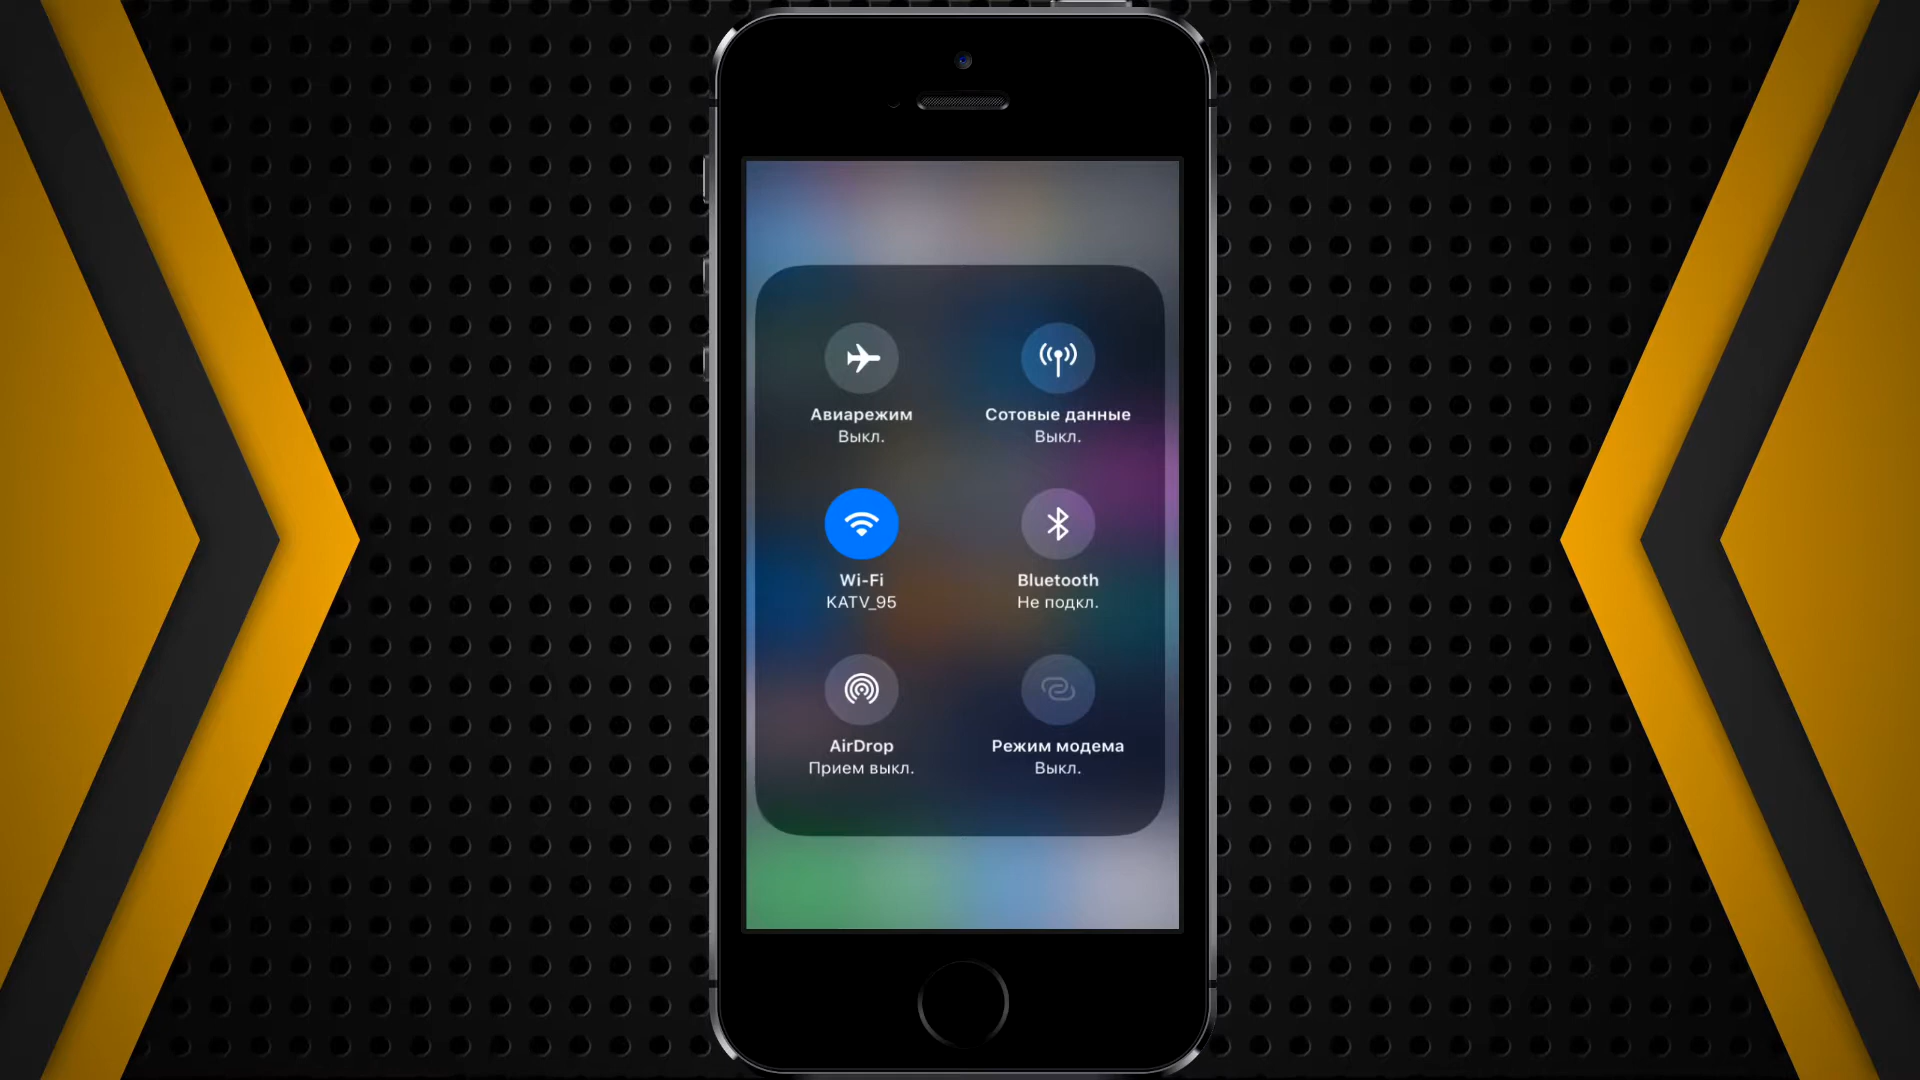 Авиарежим
Выкл.
Сотовые данные
Выкл.
Wi-Fi
KATV_95
Bluetooth
Не подкл.
AirDrop
Прием выкл.
Режим модема
Выкл.